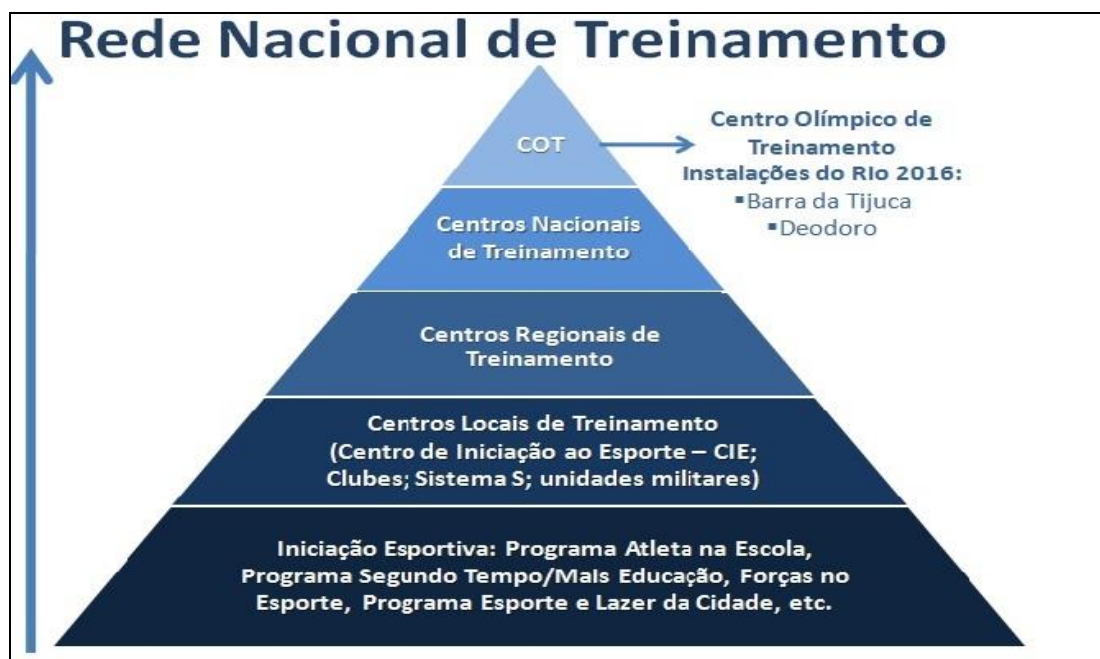 Rede Nacional de Treinamento
COT
Centro Olímpico de
Treinamento
Instalações do RIo 2016:
▪Barra da Tijuca
▪Deodoro
Centros Nacionais
de Treinamento
Centros Regionais de
Treinamento
Centros Locais de Treinamento
(Centro de Iniciação ao Esporte – CIE;
Clubes; Sistema S; unidades militares)
Iniciação Esportiva: Programa Atleta na Escola,
Programa Segundo Tempo/Mais Educação, Forças no
Esporte, Programa Esporte e Lazer da Cidade, etc.